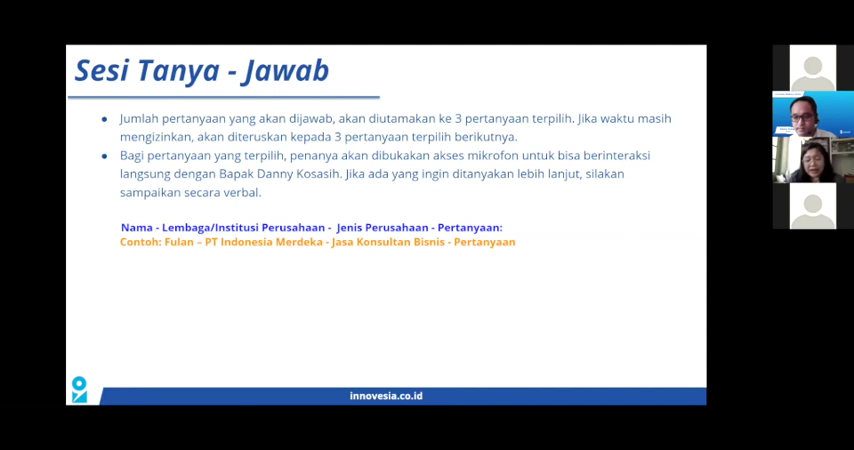 Sesi Tanya - Jawab
Jumlah pertanyaan yang akan dijawab, akan diutamakan ke 3 pertanyaan terpilih. Jika waktu masih
mengizinkan, akan diteruskan kepada 3 pertanyaan terpilih berikutnya.
Bagi pertanyaan yang terpilih, penanya akan dibukakan akses mikrofon untuk bisa berinteraksi
langsung dengan Bapak Danny Kosasih. Jika ada yang ingin ditanyakan lebih lanjut, silakan
sampaikan secara verbal.
Nama - Lembaga/Institusi Perusahaan - Jenis Perusahaan - Pertanyaan:
Contoh: Fulan – PT Indonesia Merdeka - Jasa Konsultan Bisnis - Pertanyaan
innovesia.co.id